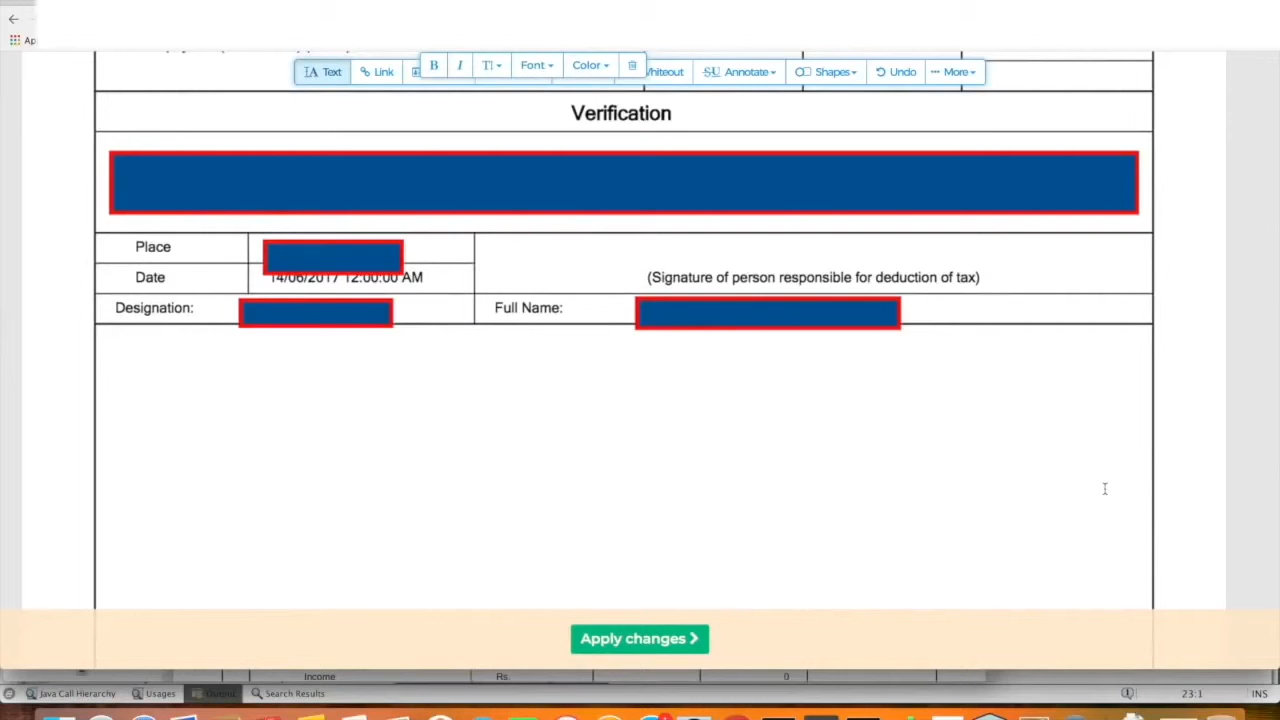 Ap
Text Link B I T Font Color Annotate Shapes Undo More
Verification
Place
Date 14/06/2017 12:00:00 AM (Signature of person responsible for deduction of tax)
Designation: Full Name:
Apply changes
Income Rs. 0
Java Call Hierarchy Usages Output Search Results 23:1 INS